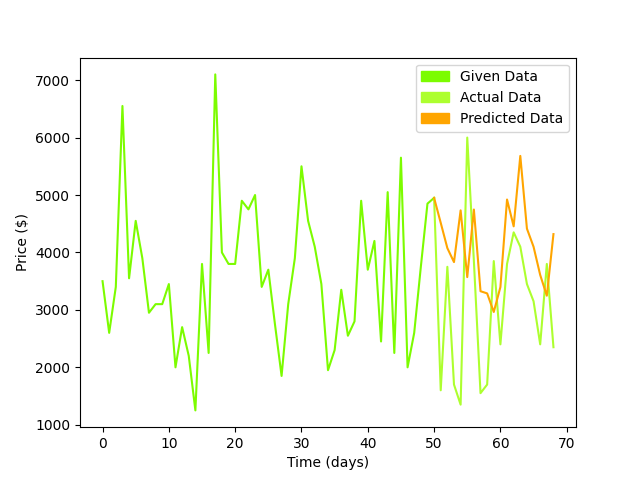 Given Data
Actual Data
Predicted Data
Price ($)
7000
6000
5000
4000
3000
2000
1000
0 10 20 30 40 50 60 70
Time (days)